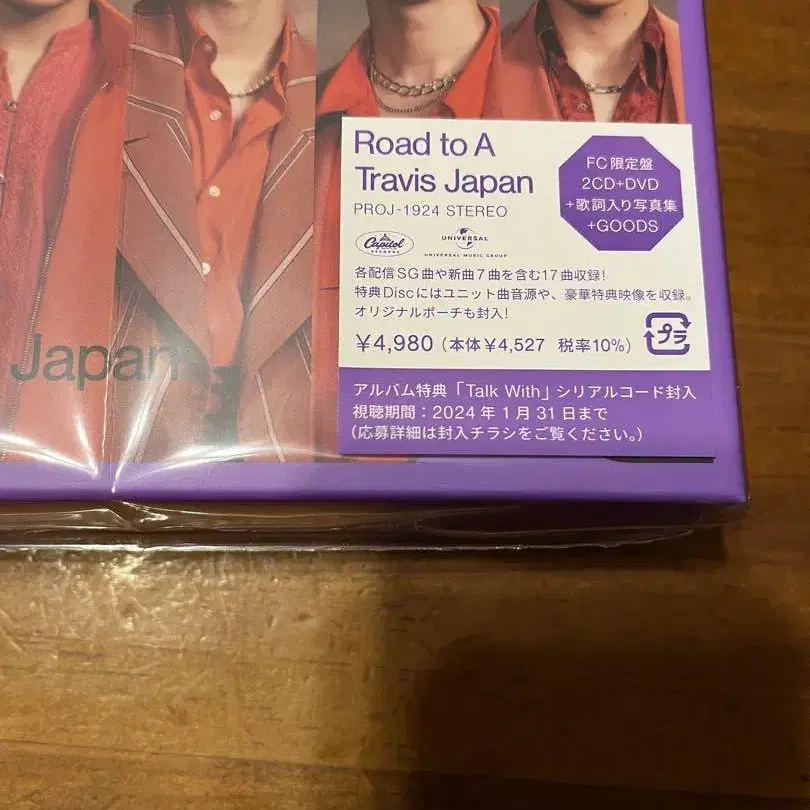 Road to A
Travis Japan
PROJ-1924 STEREO
Capitol
RECORDS
UNIVERSAL
UNIVERSAL MUSIC GROUP
FC限定盤
2CD+DVD
+歌詞入り写真集
+GOODS
各配信SG曲や新曲7曲を含む17曲収録!
特典Discにはユニット曲音源や、豪華特典映像を収録。
オリジナルポーチも封入!
¥4,980(本体¥4,527 税率10%)
プラ
アルバム特典「Talk With」シリアルコード封入
視聴期間:2024年1月31日まで
(応募詳細は封入チラシをご覧ください。)
Japan